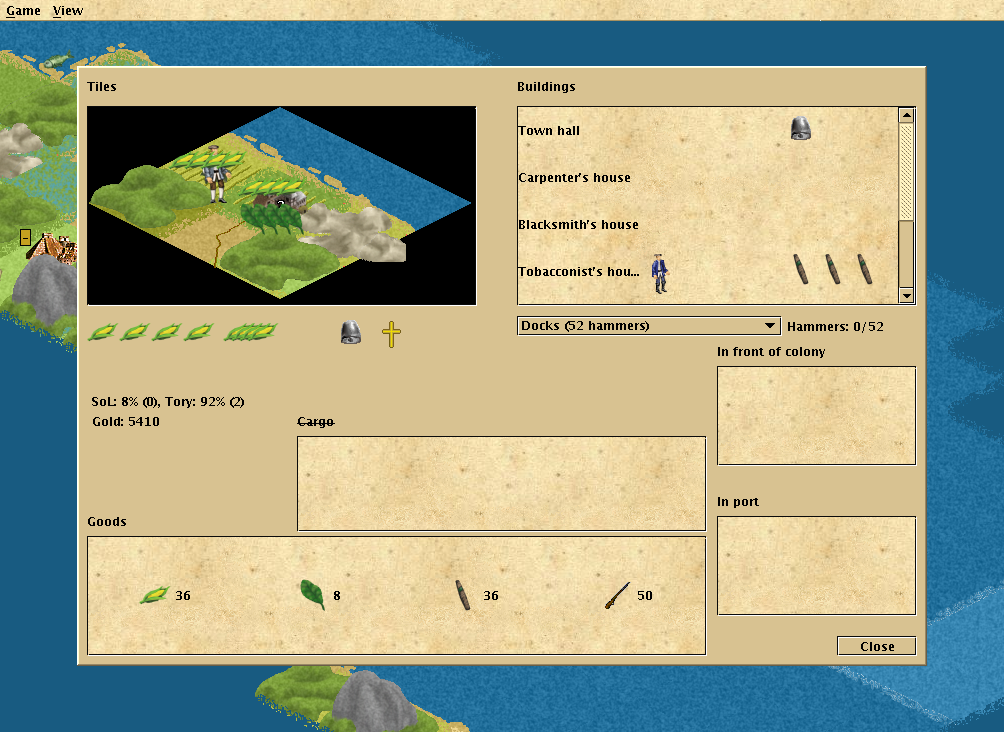 Game View
Tiles
Buildings
Town hall
Carpenter's house
Blacksmith's house
Tobacconist's hou...
Docks (52 hammers)
Hammers: 0/52
In front of colony
SoL: 8% (0), Tory: 92% (2)
Gold: 5410
Cargo
In port
Goods
36 8 36 50
Close